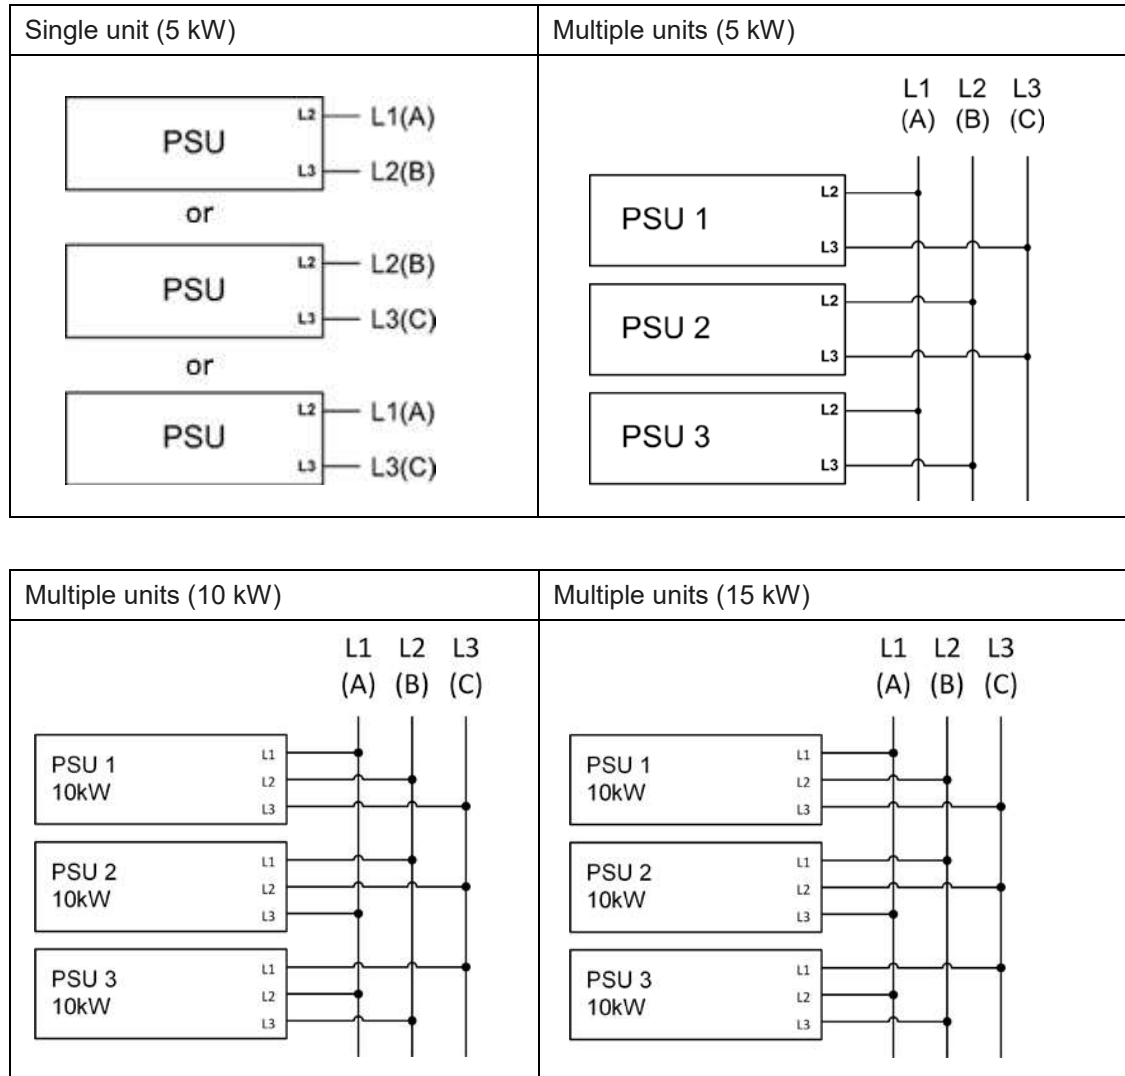 Single unit (5 kW)
Multiple units (5 kW)
PSU
L2
L1(A)
L3
L2(B)
or
PSU
L2
L2(B)
L3
L3(C)
or
PSU
L2
L1(A)
L3
L3(C)
L1 L2 L3
(A) (B) (C)
PSU 1
L2
L3
PSU 2
L2
L3
PSU 3
L2
L3
Multiple units (10 kW)
Multiple units (15 kW)
L1 L2 L3
(A) (B) (C)
PSU 1
10kW
L1
L2
L3
PSU 2
10kW
L1
L2
L3
PSU 3
10kW
L1
L2
L3
L1 L2 L3
(A) (B) (C)
PSU 1
10kW
L1
L2
L3
PSU 2
10kW
L1
L2
L3
PSU 3
10kW
L1
L2
L3